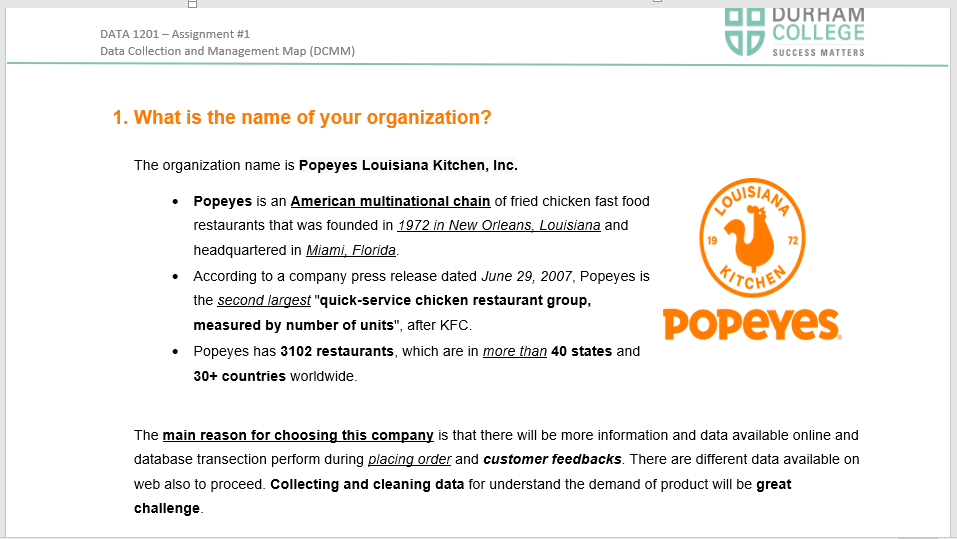 DATA 1201 – Assignment #1
Data Collection and Management Map (DCMM)
DURHAM
COLLEGE
SUCCESS MATTERS
1. What is the name of your organization?
The organization name is Popeyes Louisiana Kitchen, Inc.
• Popeyes is an American multinational chain of fried chicken fast food
restaurants that was founded in 1972 in New Orleans, Louisiana and
headquartered in Miami, Florida.
• According to a company press release dated June 29, 2007, Popeyes is
the second largest "quick-service chicken restaurant group,
measured by number of units", after KFC.
• Popeyes has 3102 restaurants, which are in more than 40 states and
30+ countries worldwide.
LOUISIANA
19 72
KITCHEN
POPEYES
The main reason for choosing this company is that there will be more information and data available online and
database transection perform during placing order and customer feedbacks. There are different data available on
web also to proceed. Collecting and cleaning data for understand the demand of product will be great
challenge.